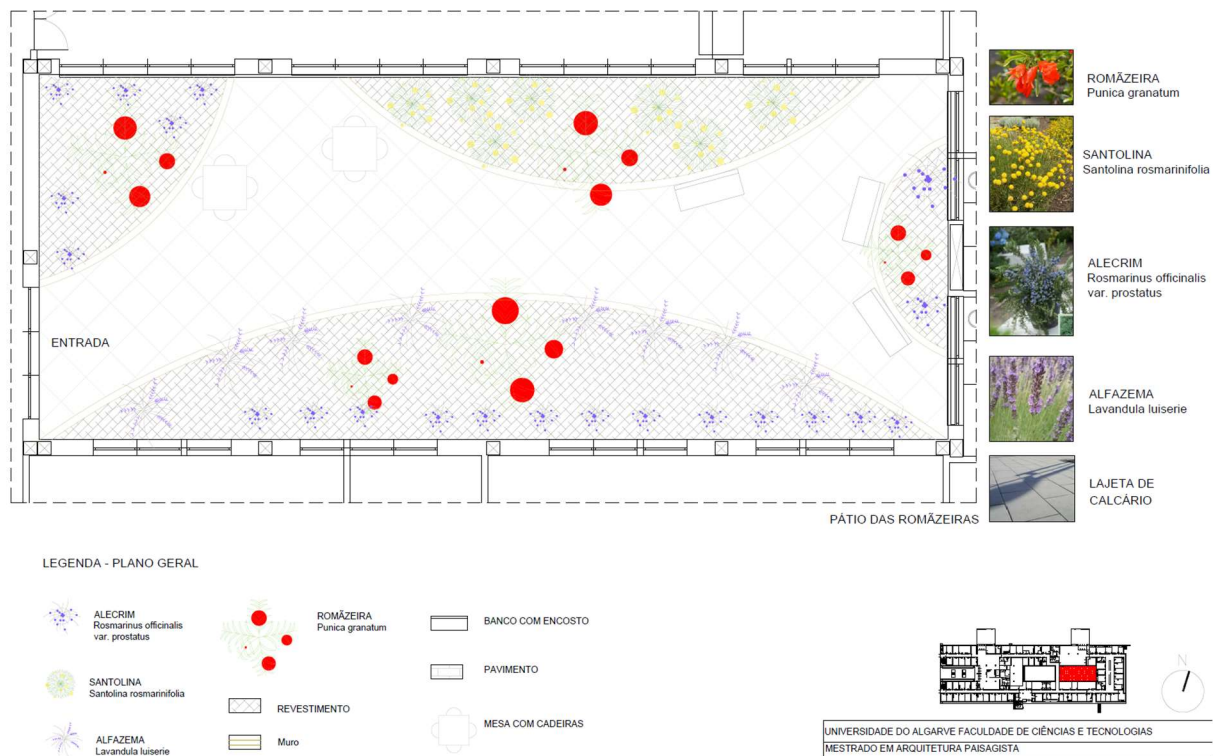 ROMÃZEIRA
Punica granatum
SANTOLINA
Santolina rosmarinifolia
ALECRIM
Rosmarinus officinalis
var. prostatus
ENTRADA
ALFAZEMA
Lavandula luiserie
LAJETA DE
CALCÁRIO
PÁTIO DAS ROMÃZEIRAS
LEGENDA - PLANO GERAL
ALECRIM
Rosmarinus officinalis
var. prostatus
SANTOLINA
Santolina rosmarinifolia
ALFAZEMA
Lavandula luiserie
ROMÃZEIRA
Punica granatum
REVESTIMENTO
Muro
BANCO COM ENCOSTO
PAVIMENTO
MESA COM CADEIRAS
N
UNIVERSIDADE DO ALGARVE FACULDADE DE CIÊNCIAS E TECNOLOGIAS
MESTRADO EM ARQUITETURA PAISAGISTA